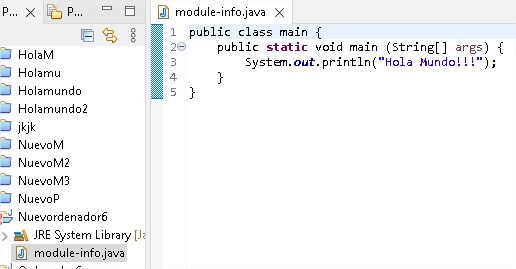 P...
P...
HolaM
Holamu
Holamundo
Holamundo2
jkjk
NuevoM
NuevoM2
NuevoM3
NuevoP
Nuevordenador6
JRE System Library [Ja
module-info.java
module-info.java
1 public class main {
2 public static void main (String[] args) {
3 System.out.println("Hola Mundo!!!");
4 }
5 }